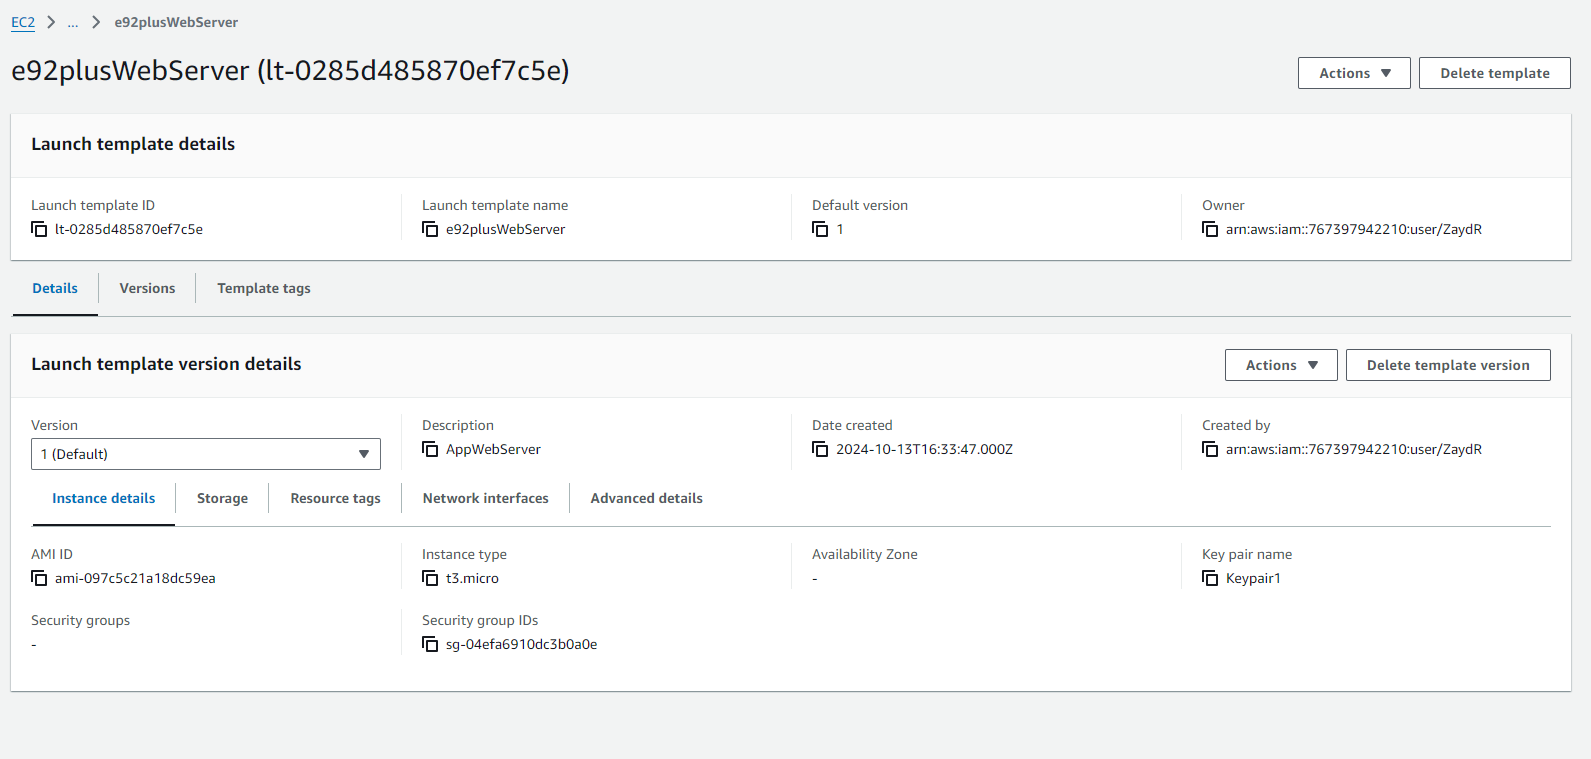 EC2 > ... > e92plusWebServer
e92plusWebServer (lt-0285d485870ef7c5e)
Actions
Delete template
Launch template details
Launch template ID
lt-0285d485870ef7c5e
Launch template name
e92plusWebServer
Default version
1
Owner
arn:aws:iam::767397942210:user/ZaydR
Details
Versions
Template tags
Launch template version details
Actions
Delete template version
Version
1 (Default)
Description
AppWebServer
Date created
2024-10-13T16:33:47.000Z
Created by
arn:aws:iam::767397942210:user/ZaydR
Instance details
Storage
Resource tags
Network interfaces
Advanced details
AMI ID
ami-097c5c21a18dc59ea
Instance type
t3.micro
Availability Zone
-
Key pair name
Keypair1
Security groups
-
Security group IDs
sg-04efa6910dc3b0a0e